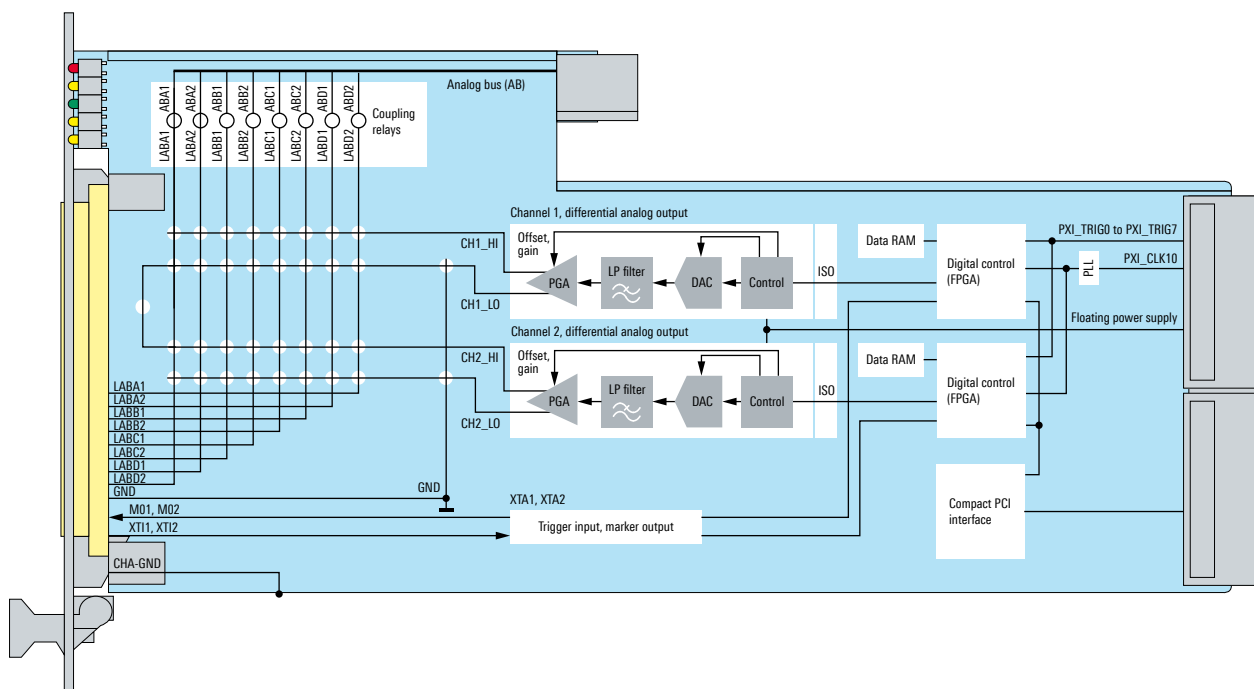 Analog bus (AB)
ABA1
ABA2
ABB1
ABB2
ABC1
ABC2
ABD1
ABD2
Coupling
relays
LABA1
LABA2
LABB1
LABB2
LABC1
LABC2
LABD1
LABD2
Channel 1, differential analog output
CH1_HI
Offset,
gain
PGA
LP filter
DAC
Control
ISO
CH1_LO
Data RAM
Digital control
(FPGA)
PXI_TRIG0 to PXI_TRIG7
PLL
PXI_CLK10
Floating power supply
Channel 2, differential analog output
CH2_HI
Offset,
gain
PGA
LP filter
DAC
Control
ISO
CH2_LO
Data RAM
Digital control
(FPGA)
LABA1
LABA2
LABB1
LABB2
LABC1
LABC2
LABD1
LABD2
GND
GND
M01, M02
XTA1, XTA2
XTI1, XTI2
Trigger input, marker output
Compact PCI
interface
CHA-GND